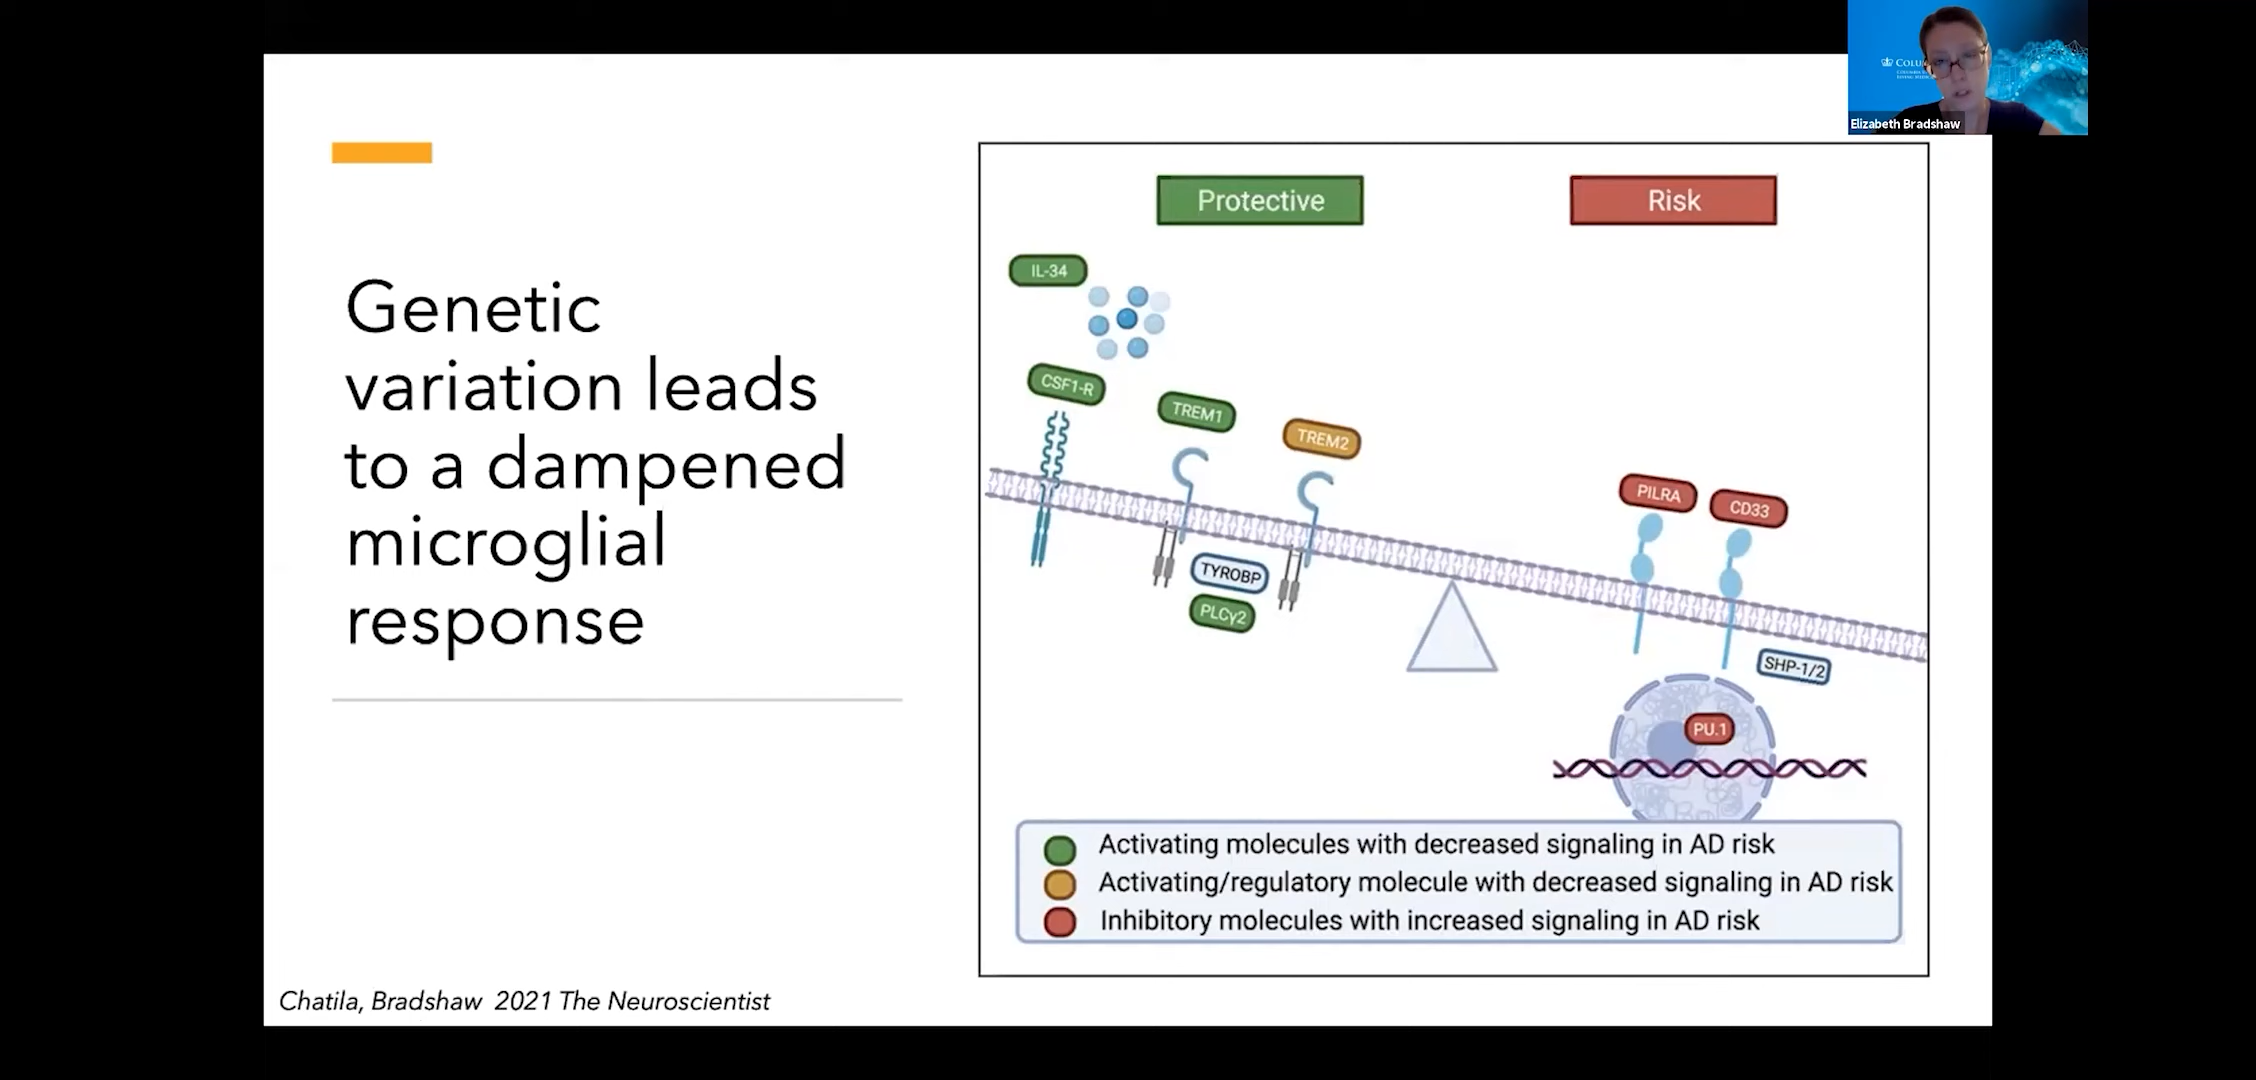 COLU
Elizabeth Bradshaw
Genetic
variation leads
to a dampened
microglial
response
Chatila, Bradshaw 2021 The Neuroscientist
Protective
Risk
IL-34
CSF1-R
TREM1
TREM2
TYROBP
PLCγ2
PILRA
CD33
SHP-1/2
PU.1
Activating molecules with decreased signaling in AD risk
Activating/regulatory molecule with decreased signaling in AD risk
Inhibitory molecules with increased signaling in AD risk